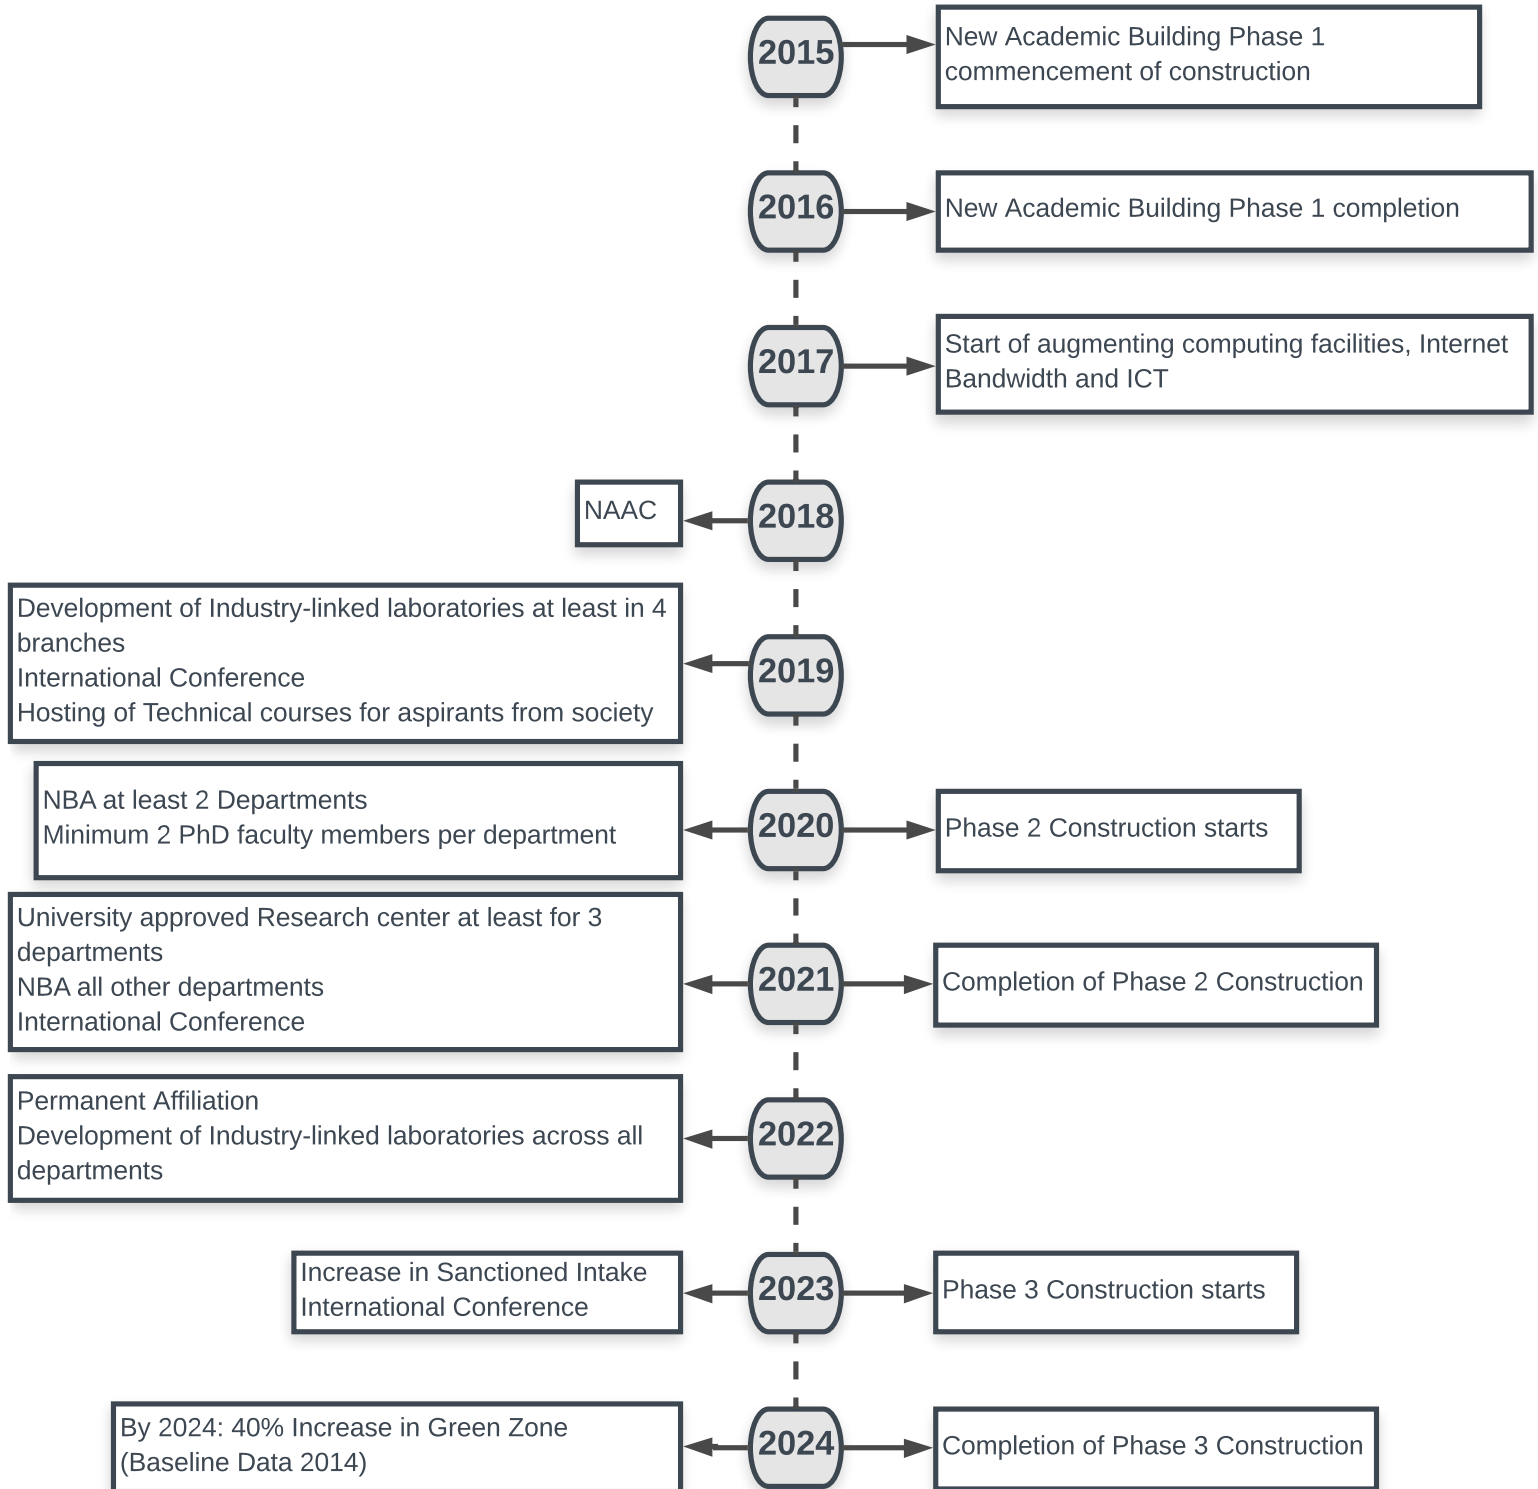 2015
New Academic Building Phase 1
commencement of construction
2016
New Academic Building Phase 1 completion
2017
Start of augmenting computing facilities, Internet
Bandwidth and ICT
NAAC
2018
Development of Industry-linked laboratories at least in 4
branches
International Conference
Hosting of Technical courses for aspirants from society
2019
NBA at least 2 Departments
Minimum 2 PhD faculty members per department
2020
Phase 2 Construction starts
University approved Research center at least for 3
departments
NBA all other departments
International Conference
2021
Completion of Phase 2 Construction
Permanent Affiliation
Development of Industry-linked laboratories across all
departments
2022
Increase in Sanctioned Intake
International Conference
2023
Phase 3 Construction starts
By 2024: 40% Increase in Green Zone
(Baseline Data 2014)
2024
Completion of Phase 3 Construction